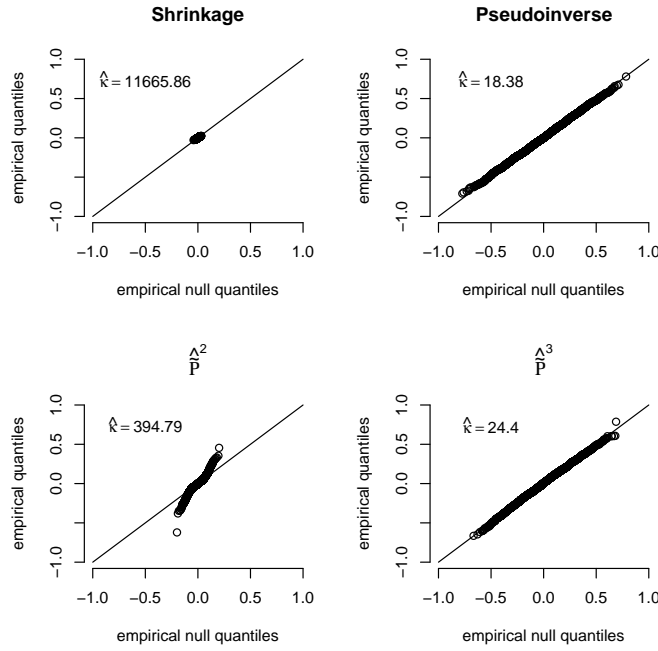 Shrinkage
κ̂ = 11665.86
empirical quantiles
1.0
0.5
0.0
−1.0
−1.0 −0.5 0.0 0.5 1.0
empirical null quantiles
Pseudoinverse
κ̂ = 18.38
empirical quantiles
1.0
0.5
0.0
−1.0
−1.0 −0.5 0.0 0.5 1.0
empirical null quantiles
P̃̂²
κ̂ = 394.79
empirical quantiles
1.0
0.5
0.0
−1.0
−1.0 −0.5 0.0 0.5 1.0
empirical null quantiles
P̃̂³
κ̂ = 24.4
empirical quantiles
1.0
0.5
0.0
−1.0
−1.0 −0.5 0.0 0.5 1.0
empirical null quantiles